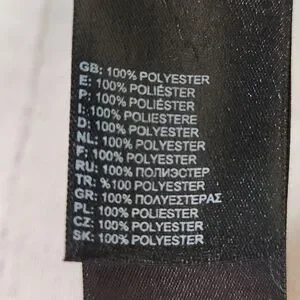 GB: 100% POLYESTER
E: 100% POLIÉSTER
P: 100% POLIÉSTER
I: 100% POLIESTERE
D: 100% POLYESTER
NL: 100% POLYESTER
F: 100% POLYESTER
RU: 100% ПОЛИЭСТЕР
TR: %100 POLYESTER
GR: 100% ΠΟΛΥΕΣΤΕΡΑΣ
PL: 100% POLIESTER
CZ: 100% POLYESTER
SK: 100% POLYESTER